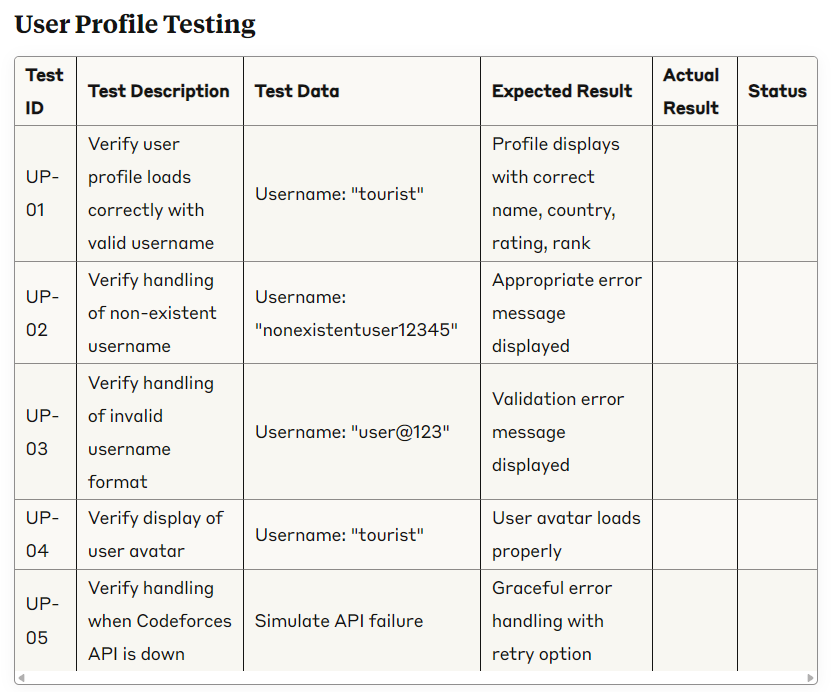 User Profile Testing
Test ID | Test Description | Test Data | Expected Result | Actual Result | Status
UP-01 | Verify user profile loads correctly with valid username | Username: "tourist" | Profile displays with correct name, country, rating, rank
UP-02 | Verify handling of non-existent username | Username: "nonexistentuser12345" | Appropriate error message displayed
UP-03 | Verify handling of invalid username format | Username: "user@123" | Validation error message displayed
UP-04 | Verify display of user avatar | Username: "tourist" | User avatar loads properly
UP-05 | Verify handling when Codeforces API is down | Simulate API failure | Graceful error handling with retry option